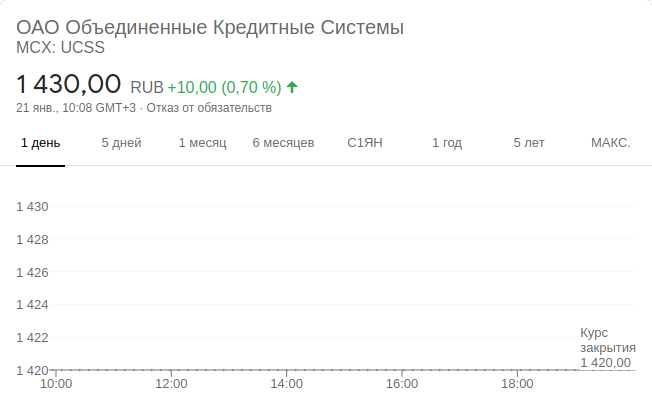 ОАО Объединенные Кредитные Системы
MCX: UCSS
1 430,00 RUB +10,00 (0,70 %)
21 янв., 10:08 GMT+3 · Отказ от обязательств
1 день 5 дней 1 месяц 6 месяцев С1ЯН 1 год 5 лет МАКС.
1 430
1 428
1 426
1 424
1 422
Курс
закрытия
1 420,00
1 420
10:00 12:00 14:00 16:00 18:00